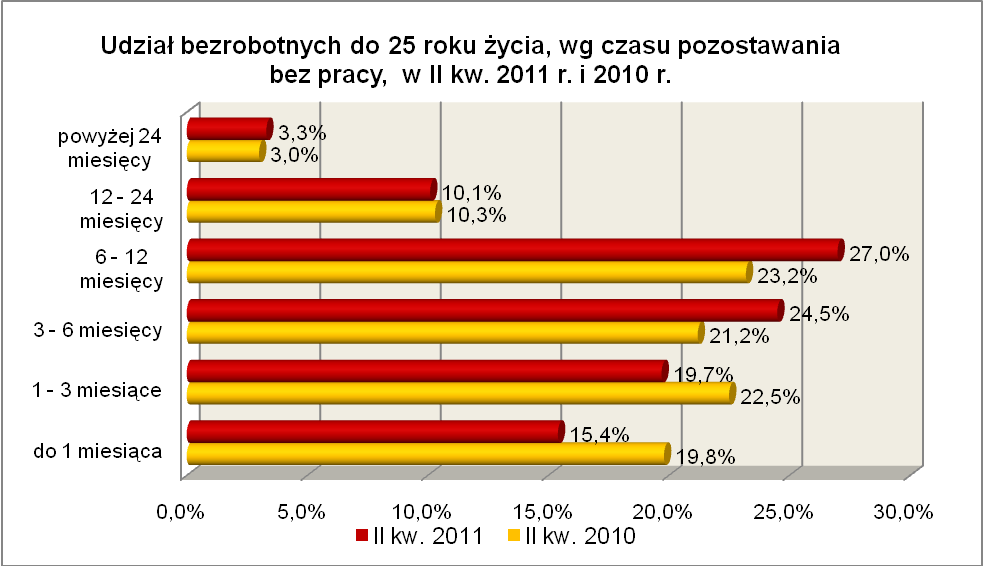 Udział bezrobotnych do 25 roku życia, wg czasu pozostawania
bez pracy, w II kw. 2011 r. i 2010 r.
powyżej 24
miesięcy
3,3%
3,0%
12 - 24
miesięcy
10,1%
10,3%
6 - 12
miesięcy
27,0%
23,2%
3 - 6 miesięcy
24,5%
21,2%
1 - 3 miesiące
19,7%
22,5%
do 1 miesiąca
15,4%
19,8%
0,0% 5,0% 10,0% 15,0% 20,0% 25,0% 30,0%
II kw. 2011 II kw. 2010